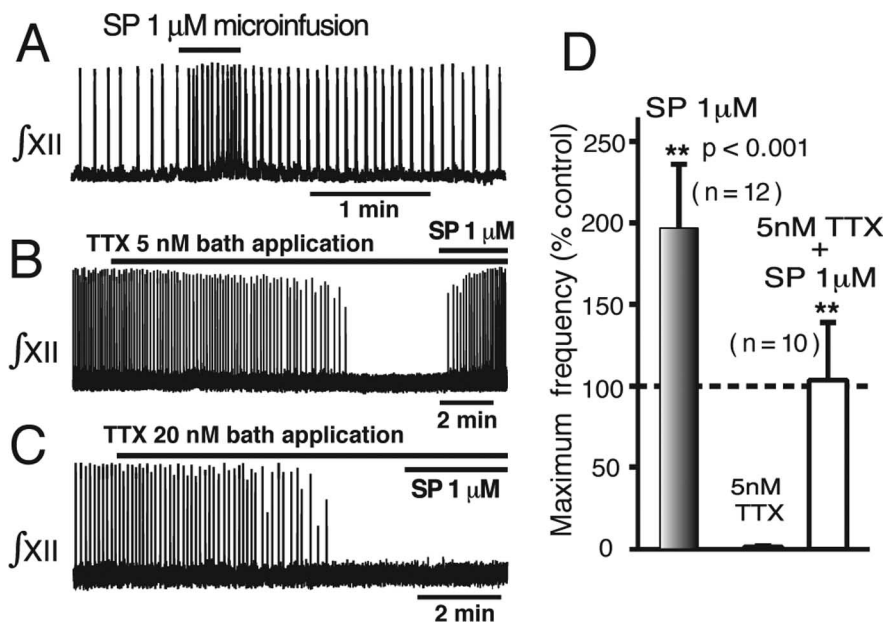 A
SP 1 μM microinfusion
∫XII
1 min
B
TTX 5 nM bath application
SP 1 μM
∫XII
2 min
C
TTX 20 nM bath application
SP 1 μM
∫XII
2 min
D
Maximum frequency (% control)
250
200
150
100
50
0
SP 1μM
** p < 0.001
( n = 12)
5nM TTX
+
SP 1μM
**
( n = 10)
5nM
TTX